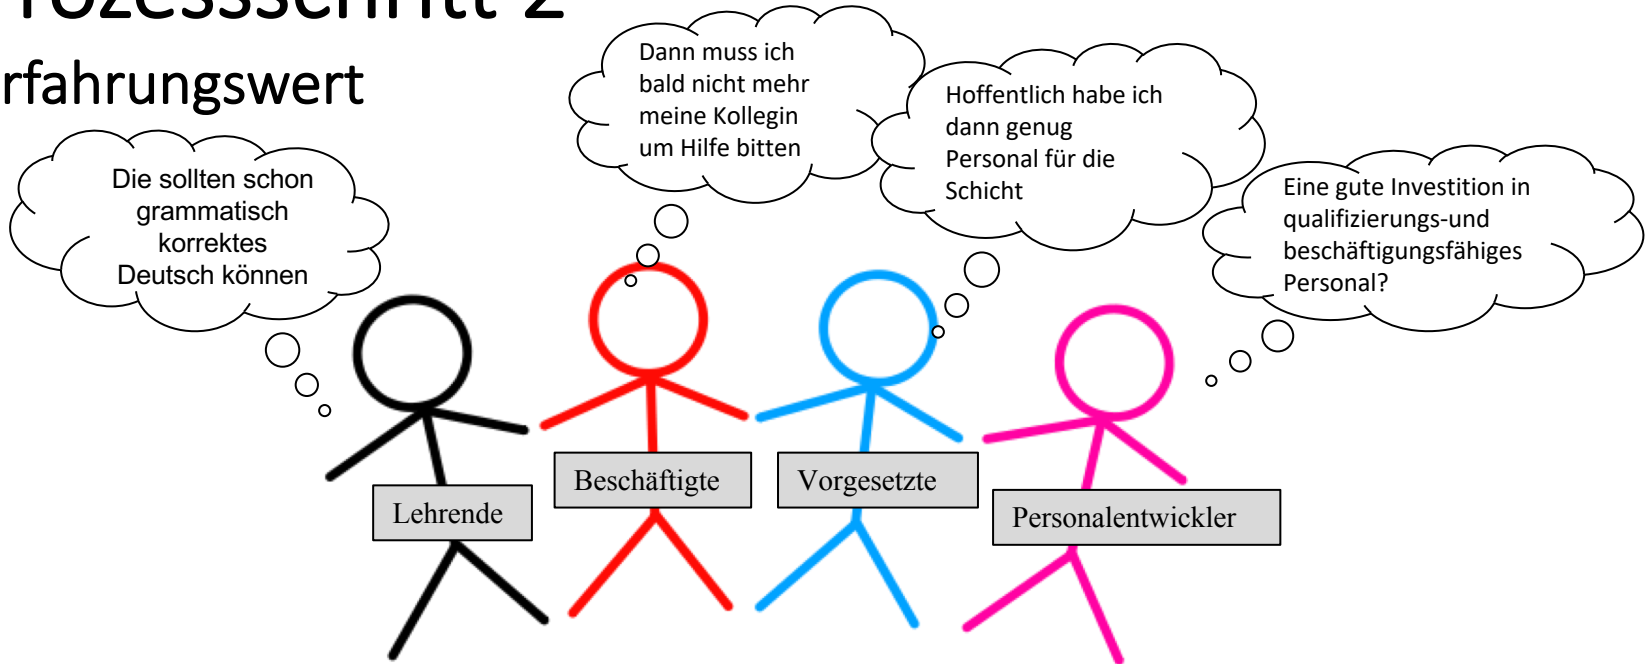 rozessschritt 2
rfahrungswert
Die sollten schon
grammatisch
korrektes
Deutsch können
Dann muss ich
bald nicht mehr
meine Kollegin
um Hilfe bitten
Hoffentlich habe ich
dann genug
Personal für die
Schicht
Eine gute Investition in
qualifizierungs-und
beschäftigungsfähiges
Personal?
Lehrende
Beschäftigte
Vorgesetzte
Personalentwickler